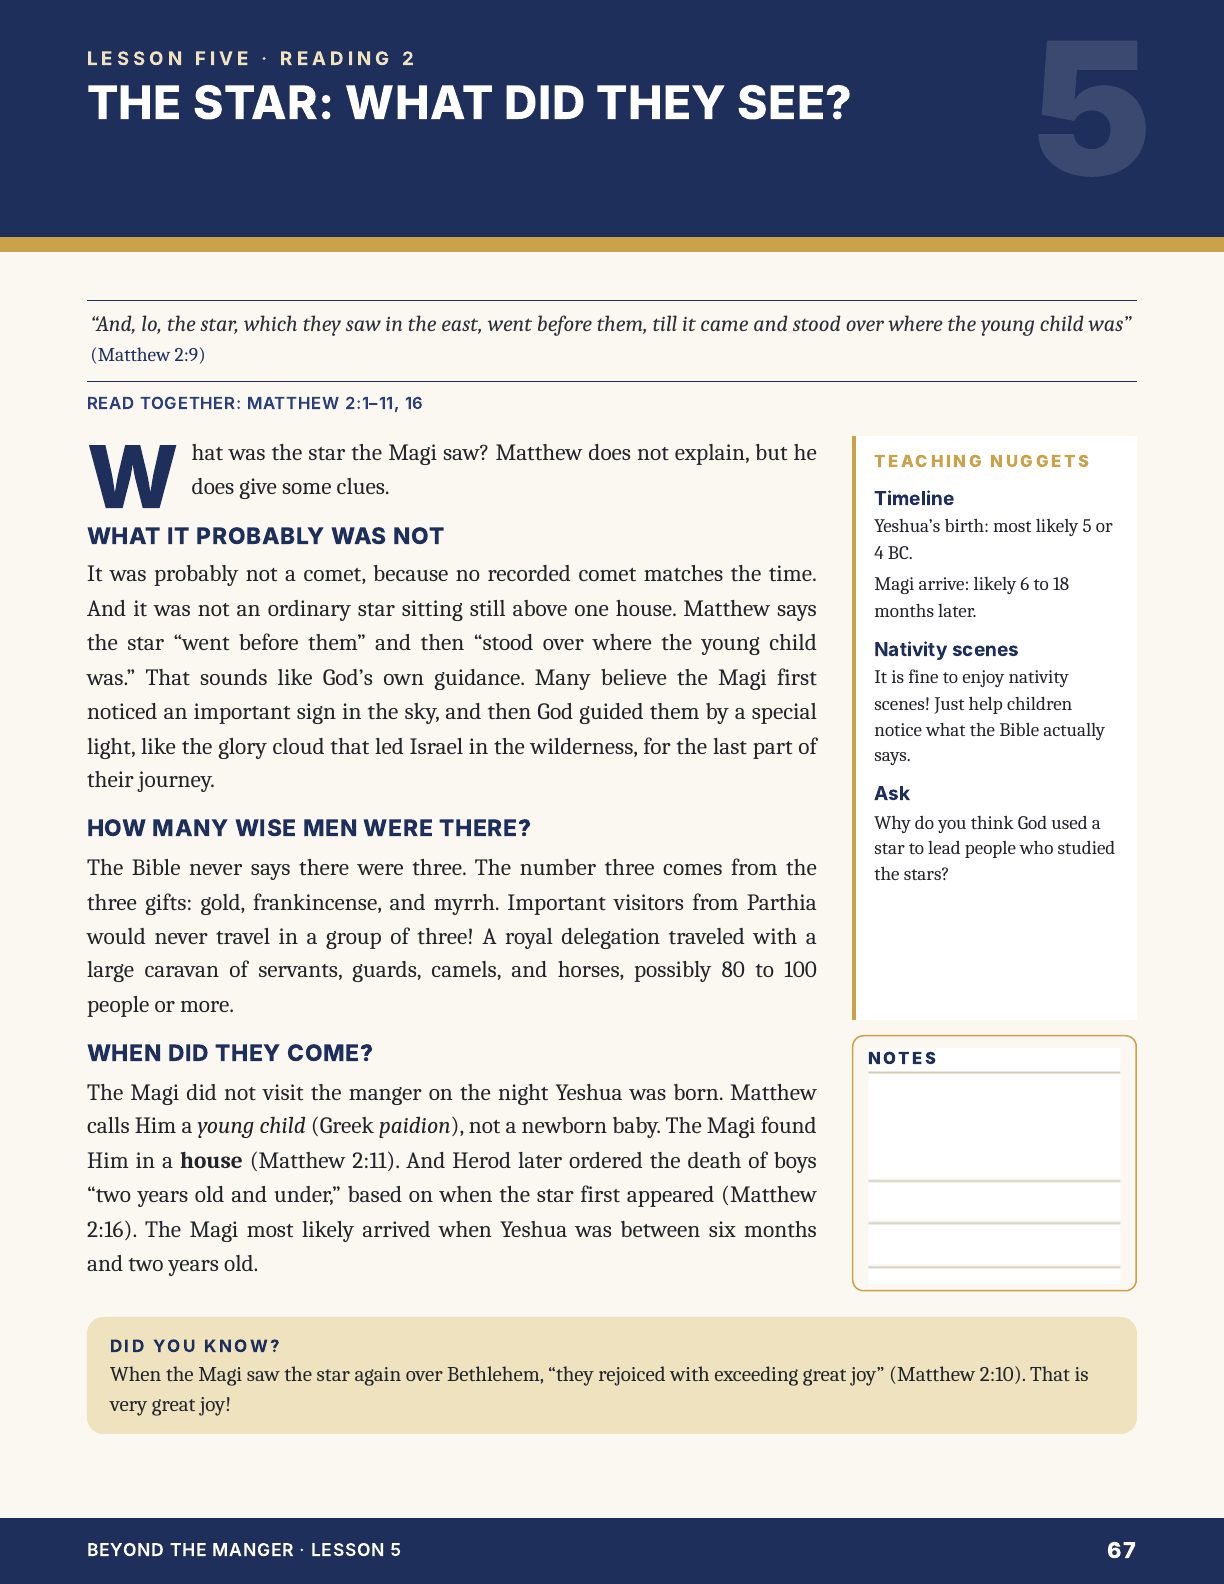 LESSON FIVE · READING 2
THE STAR: WHAT DID THEY SEE?
5
“And, lo, the star, which they saw in the east, went before them, till it came and stood over where the young child was”
(Matthew 2:9)
READ TOGETHER: MATTHEW 2:1–11, 16
What was the star the Magi saw? Matthew does not explain, but he
does give some clues.
WHAT IT PROBABLY WAS NOT
It was probably not a comet, because no recorded comet matches the time.
And it was not an ordinary star sitting still above one house. Matthew says
the star “went before them” and then “stood over where the young child
was.” That sounds like God’s own guidance. Many believe the Magi first
noticed an important sign in the sky, and then God guided them by a special
light, like the glory cloud that led Israel in the wilderness, for the last part of
their journey.
HOW MANY WISE MEN WERE THERE?
The Bible never says there were three. The number three comes from the
three gifts: gold, frankincense, and myrrh. Important visitors from Parthia
would never travel in a group of three! A royal delegation traveled with a
large caravan of servants, guards, camels, and horses, possibly 80 to 100
people or more.
WHEN DID THEY COME?
The Magi did not visit the manger on the night Yeshua was born. Matthew
calls Him a young child (Greek paidion), not a newborn baby. The Magi found
Him in a house (Matthew 2:11). And Herod later ordered the death of boys
“two years old and under,” based on when the star first appeared (Matthew
2:16). The Magi most likely arrived when Yeshua was between six months
and two years old.
TEACHING NUGGETS
Timeline
Yeshua’s birth: most likely 5 or
4 BC.
Magi arrive: likely 6 to 18
months later.
Nativity scenes
It is fine to enjoy nativity
scenes! Just help children
notice what the Bible actually
says.
Ask
Why do you think God used a
star to lead people who studied
the stars?
NOTES
DID YOU KNOW?
When the Magi saw the star again over Bethlehem, “they rejoiced with exceeding great joy” (Matthew 2:10). That is
very great joy!
BEYOND THE MANGER · LESSON 5
67